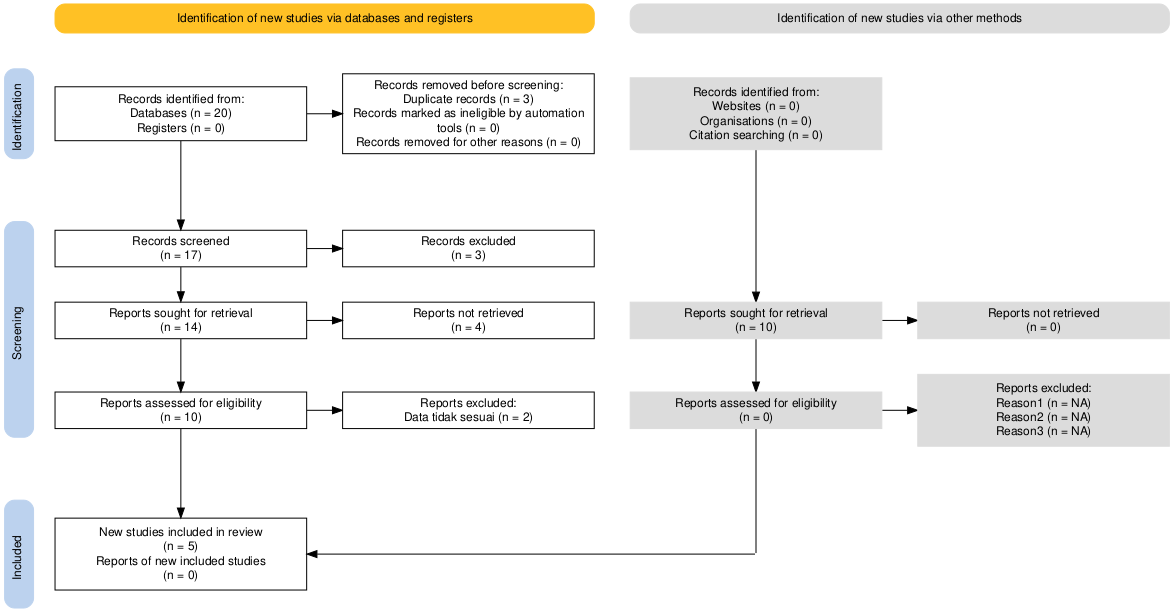 Identification of new studies via databases and registers
Identification of new studies via other methods
Identification
Records identified from:
Databases (n = 20)
Registers (n = 0)
Records removed before screening:
Duplicate records (n = 3)
Records marked as ineligible by automation
tools (n = 0)
Records removed for other reasons (n = 0)
Records identified from:
Websites (n = 0)
Organisations (n = 0)
Citation searching (n = 0)
Screening
Records screened
(n = 17)
Records excluded
(n = 3)
Reports sought for retrieval
(n = 14)
Reports not retrieved
(n = 4)
Reports sought for retrieval
(n = 10)
Reports not retrieved
(n = 0)
Reports assessed for eligibility
(n = 10)
Reports excluded:
Data tidak sesuai (n = 2)
Reports assessed for eligibility
(n = 0)
Reports excluded:
Reason1 (n = NA)
Reason2 (n = NA)
Reason3 (n = NA)
Included
New studies included in review
(n = 5)
Reports of new included studies
(n = 0)